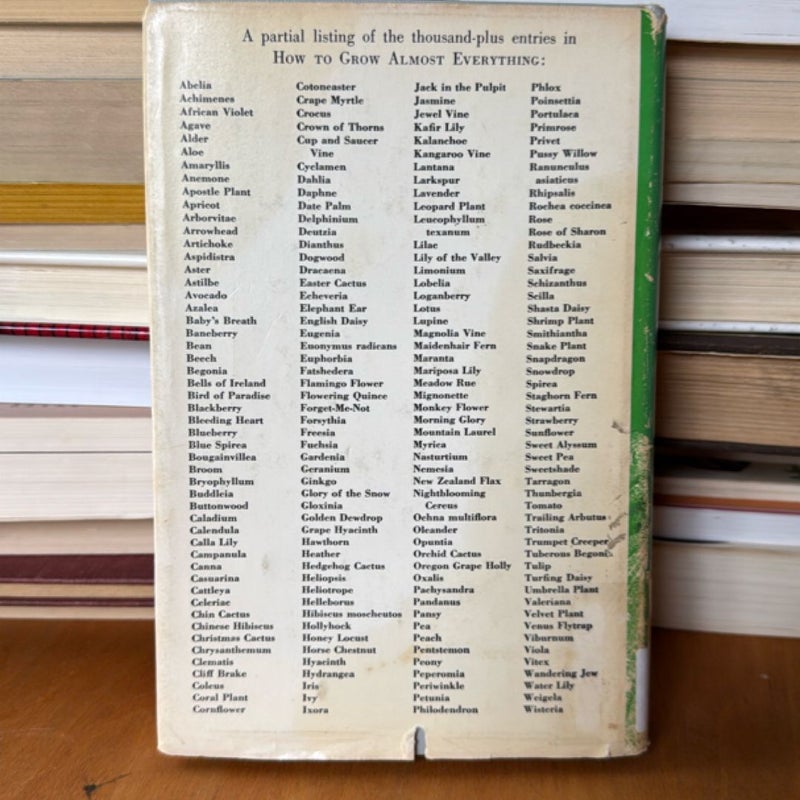 A partial listing of the thousand-plus entries in
HOW TO GROW ALMOST EVERYTHING:
Abelia
Achimenes
African Violet
Agave
Alder
Aloe
Amaryllis
Anemone
Apostle Plant
Apricot
Arborvitae
Arrowhead
Artichoke
Aspidistra
Aster
Astilbe
Avocado
Azalea
Baby's Breath
Baneberry
Bean
Beech
Begonia
Bells of Ireland
Bird of Paradise
Blackberry
Bleeding Heart
Blueberry
Blue Spirea
Bougainvillea
Broom
Bryophyllum
Buddleia
Buttonwood
Caladium
Calendula
Calla Lily
Campanula
Canna
Casuarina
Cattleya
Celeriac
Chin Cactus
Chinese Hibiscus
Christmas Cactus
Chrysanthemum
Clematis
Cliff Brake
Coleus
Coral Plant
Cornflower
Cotoneaster
Crape Myrtle
Crocus
Crown of Thorns
Cup and Saucer
Vine
Cyclamen
Dahlia
Daphne
Date Palm
Delphinium
Deutzia
Dianthus
Dogwood
Dracaena
Easter Cactus
Echeveria
Elephant Ear
English Daisy
Eugenia
Euonymus radicans
Euphorbia
Fatshedera
Flamingo Flower
Flowering Quince
Forget-Me-Not
Forsythia
Freesia
Fuchsia
Gardenia
Geranium
Ginkgo
Glory of the Snow
Gloxinia
Golden Dewdrop
Grape Hyacinth
Hawthorn
Heather
Hedgehog Cactus
Heliopsis
Heliotrope
Helleborus
Hibiscus moscheutos
Hollyhock
Honey Locust
Horse Chestnut
Hyacinth
Hydrangea
Iris
Ivy
Ixora
Jack in the Pulpit
Jasmine
Jewel Vine
Kafir Lily
Kalanchoe
Kangaroo Vine
Lantana
Larkspur
Lavender
Leopard Plant
Leucophyllum
texanum
Lilac
Lily of the Valley
Limonium
Lobelia
Loganberry
Lotus
Lupine
Magnolia Vine
Maidenhair Fern
Maranta
Mariposa Lily
Meadow Rue
Mignonette
Monkey Flower
Morning Glory
Mountain Laurel
Myrica
Nasturtium
Nemesia
New Zealand Flax
Nightblooming
Cereus
Ochna multiflora
Oleander
Opuntia
Orchid Cactus
Oregon Grape Holly
Oxalis
Pachysandra
Pandanus
Pansy
Pea
Peach
Pentstemon
Peony
Peperomia
Periwinkle
Petunia
Philodendron
Phlox
Poinsettia
Portulaca
Primrose
Privet
Pussy Willow
Ranunculus
asiaticus
Rhipsalis
Rochea coccinea
Rose
Rose of Sharon
Rudbeckia
Salvia
Saxifrage
Schizanthus
Scilla
Shasta Daisy
Shrimp Plant
Smithiantha
Snake Plant
Snapdragon
Snowdrop
Spirea
Staghorn Fern
Stewartia
Strawberry
Sunflower
Sweet Alyssum
Sweet Pea
Sweetshade
Tarragon
Thunbergia
Tomato
Trailing Arbutus
Tritonia
Trumpet Creeper
Tuberous Begonia
Tulip
Turfing Daisy
Umbrella Plant
Valeriana
Velvet Plant
Venus Flytrap
Viburnum
Viola
Vitex
Wandering Jew
Water Lily
Weigela
Wisteria